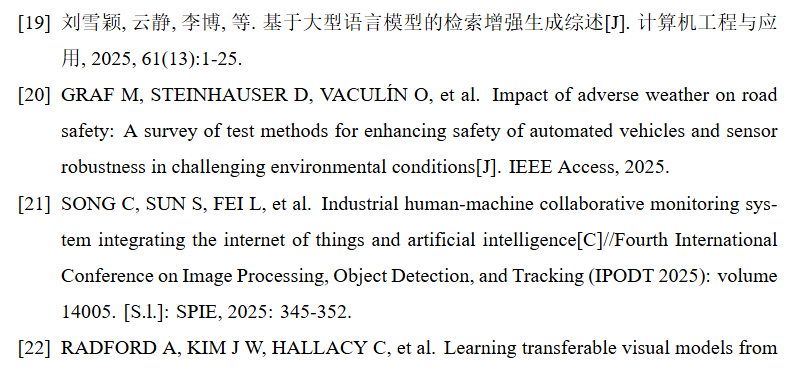 [19] 刘雪颖, 云静, 李博, 等. 基于大型语言模型的检索增强生成综述[J]. 计算机工程与应
用, 2025, 61(13):1-25.
[20] GRAF M, STEINHAUSER D, VACULÍN O, et al. Impact of adverse weather on road
safety: A survey of test methods for enhancing safety of automated vehicles and sensor
robustness in challenging environmental conditions[J]. IEEE Access, 2025.
[21] SONG C, SUN S, FEI L, et al. Industrial human-machine collaborative monitoring sys-
tem integrating the internet of things and artificial intelligence[C]//Fourth International
Conference on Image Processing, Object Detection, and Tracking (IPODT 2025): volume
14005. [S.l.]: SPIE, 2025: 345-352.
[22] RADFORD A, KIM J W, HALLACY C, et al. Learning transferable visual models from